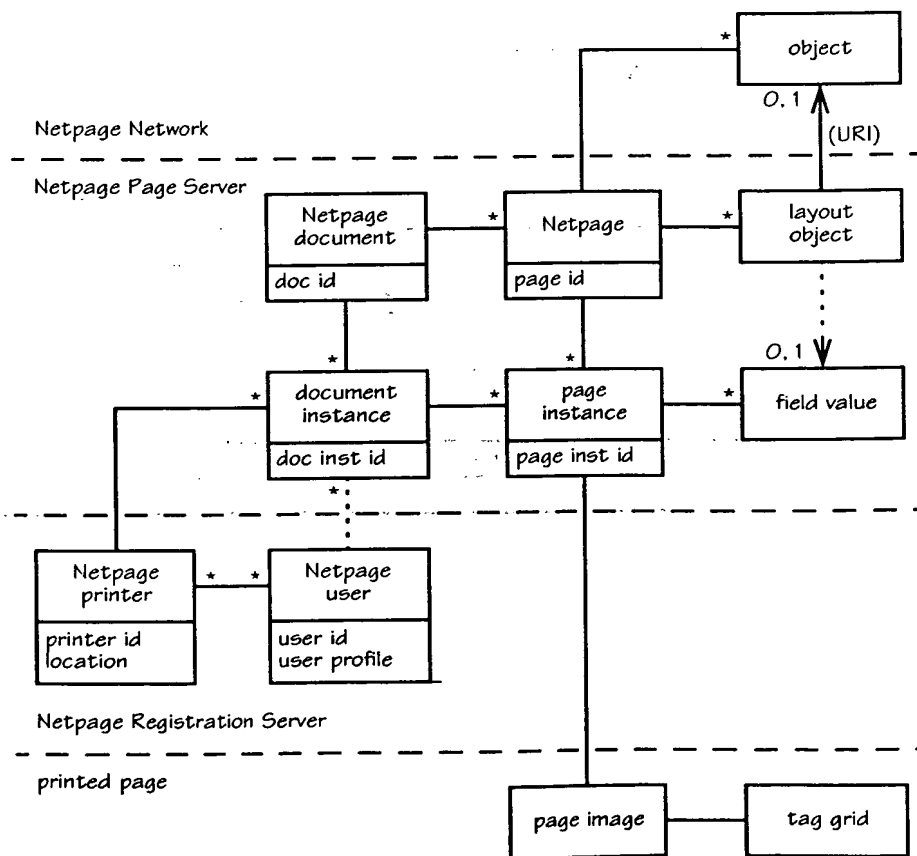 *
object
0, 1
(URI)
Netpage Network
Netpage Page Server
Netpage
document
doc id
*
Netpage
page id
*
layout
object
*
*
0, 1
*
document
instance
doc inst id
*
page
instance
page inst id
*
field value
*
Netpage
printer
printer id
location
*
*
Netpage
user
user id
user profile
Netpage Registration Server
printed page
page image
tag grid